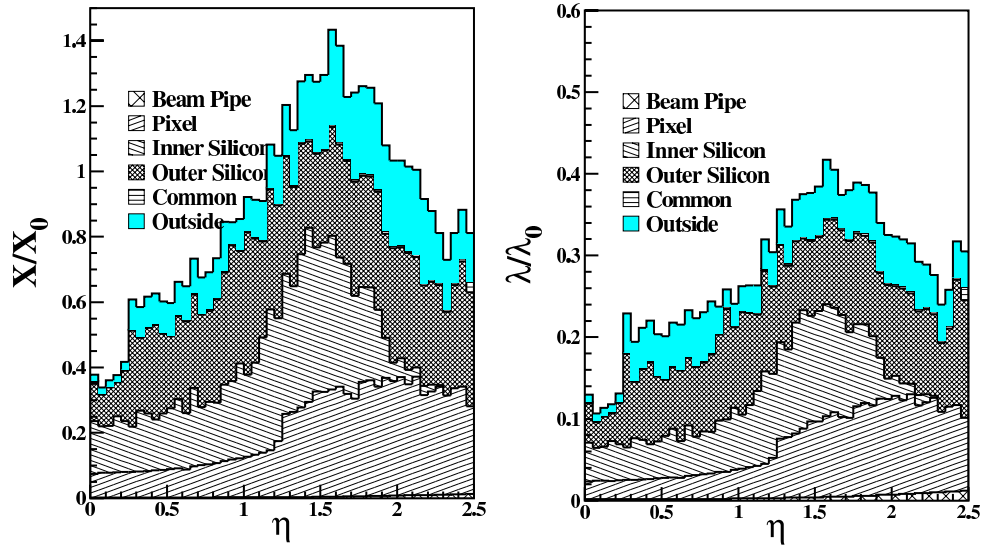 X/X0
1.4
1.2
1
0.8
0.6
0.4
0.2
0
Beam Pipe
Pixel
Inner Silicon
Outer Silicon
Common
Outside
0 0.5 1 1.5 2 2.5
η
λ/λ0
0.6
0.5
0.4
0.3
0.2
0.1
0
Beam Pipe
Pixel
Inner Silicon
Outer Silicon
Common
Outside
0 0.5 1 1.5 2 2.5
η